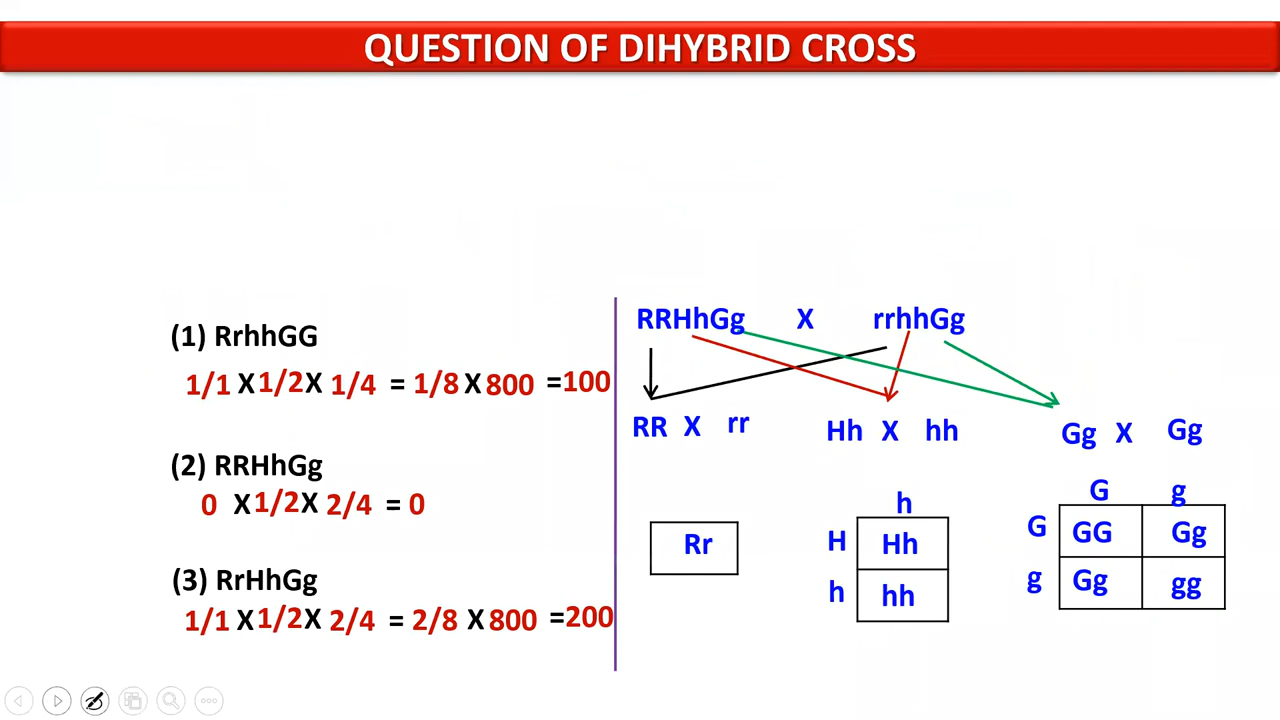 QUESTION OF DIHYBRID CROSS
(1) RrhhGG
1/1 X 1/2 X 1/4 = 1/8 X 800 =100
(2) RRHhGg
0 X 1/2 X 2/4 = 0
(3) RrHhGg
1/1 X 1/2 X 2/4 = 2/8 X 800 =200
RRHhGg X rrhhGg
RR X rr Hh X hh Gg X Gg
Rr
h
H Hh
h hh
G g
G GG Gg
g Gg gg